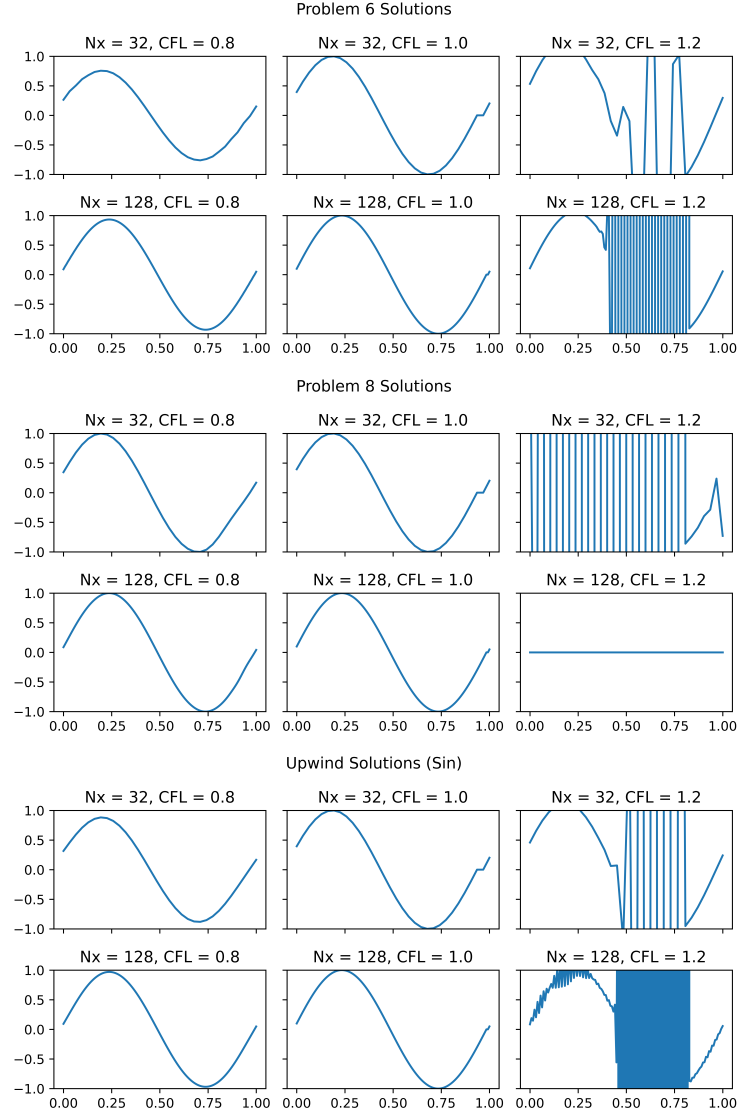 Problem 6 Solutions
Nx = 32, CFL = 0.8
Nx = 32, CFL = 1.0
Nx = 32, CFL = 1.2
1.0
0.5
0.0
−0.5
−1.0
Nx = 128, CFL = 0.8
Nx = 128, CFL = 1.0
Nx = 128, CFL = 1.2
1.0
0.5
0.0
−0.5
−1.0
0.00 0.25 0.50 0.75 1.00
0.00 0.25 0.50 0.75 1.00
0.00 0.25 0.50 0.75 1.00
Problem 8 Solutions
Nx = 32, CFL = 0.8
Nx = 32, CFL = 1.0
Nx = 32, CFL = 1.2
1.0
0.5
0.0
−0.5
−1.0
Nx = 128, CFL = 0.8
Nx = 128, CFL = 1.0
Nx = 128, CFL = 1.2
1.0
0.5
0.0
−0.5
−1.0
0.00 0.25 0.50 0.75 1.00
0.00 0.25 0.50 0.75 1.00
0.00 0.25 0.50 0.75 1.00
Upwind Solutions (Sin)
Nx = 32, CFL = 0.8
Nx = 32, CFL = 1.0
Nx = 32, CFL = 1.2
1.0
0.5
0.0
−0.5
−1.0
Nx = 128, CFL = 0.8
Nx = 128, CFL = 1.0
Nx = 128, CFL = 1.2
1.0
0.5
0.0
−0.5
−1.0
0.00 0.25 0.50 0.75 1.00
0.00 0.25 0.50 0.75 1.00
0.00 0.25 0.50 0.75 1.00